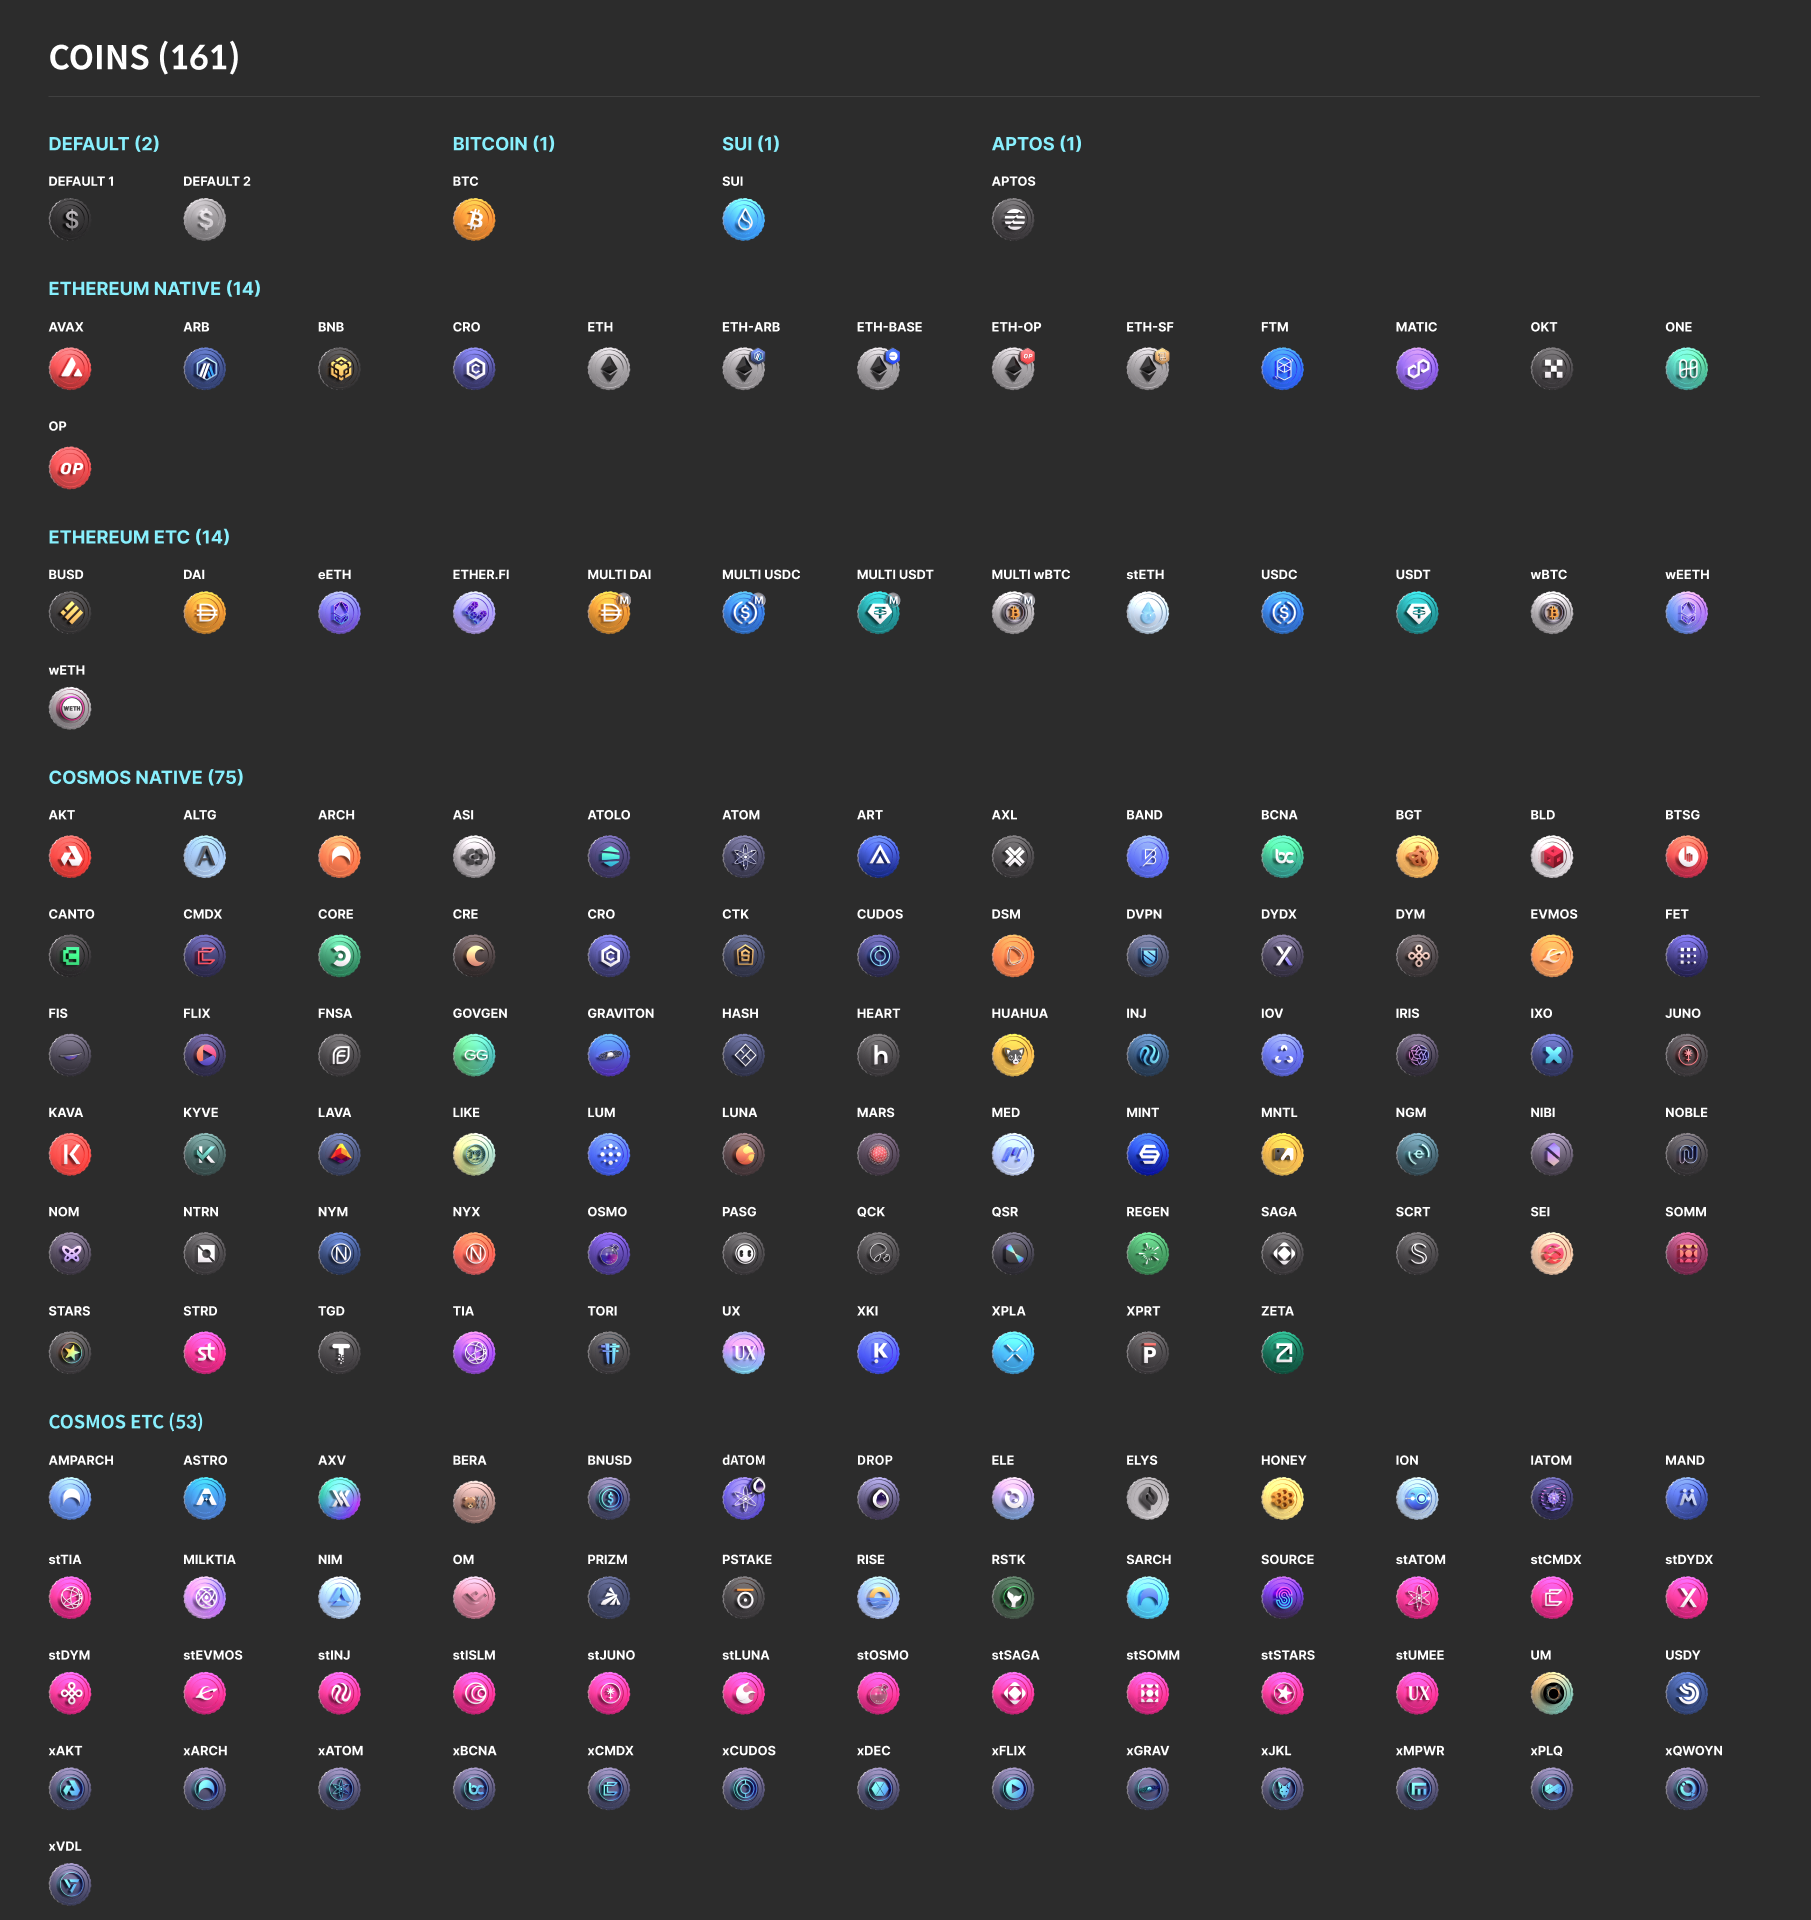 COINS (161)
DEFAULT (2) BITCOIN (1) SUI (1) APTOS (1)
DEFAULT 1 DEFAULT 2 BTC SUI APTOS
ETHEREUM NATIVE (14)
AVAX ARB BNB CRO ETH ETH-ARB ETH-BASE ETH-OP ETH-SF FTM MATIC OKT ONE
OP
OP
OP
ETHEREUM ETC (14)
BUSD DAI eETH ETHER.FI MULTI DAI MULTI USDC MULTI USDT MULTI wBTC stETH USDC USDT wBTC wEETH
M M M M
wETH
WETH
COSMOS NATIVE (75)
AKT ALTG ARCH ASI ATOLO ATOM ART AXL BAND BCNA BGT BLD BTSG
A bc b
CANTO CMDX CORE CRE CRO CTK CUDOS DSM DVPN DYDX DYM EVMOS FET
FIS FLIX FNSA GOVGEN GRAVITON HASH HEART HUAHUA INJ IOV IRIS IXO JUNO
GG h
KAVA KYVE LAVA LIKE LUM LUNA MARS MED MINT MNTL NGM NIBI NOBLE
NOM NTRN NYM NYX OSMO PASG QCK QSR REGEN SAGA SCRT SEI SOMM
N N S
STARS STRD TGD TIA TORI UX XKI XPLA XPRT ZETA
st T UX K P Z
COSMOS ETC (53)
AMPARCH ASTRO AXV BERA BNUSD dATOM DROP ELE ELYS HONEY ION IATOM MAND
stTIA MILKTIA NIM OM PRIZM PSTAKE RISE RSTK SARCH SOURCE stATOM stCMDX stDYDX
stDYM stEVMOS stINJ stISLM stJUNO stLUNA stOSMO stSAGA stSOMM stSTARS stUMEE UM USDY
UX
xAKT xARCH xATOM xBCNA xCMDX xCUDOS xDEC xFLIX xGRAV xJKL xMPWR xPLQ xQWOYN
bc
xVDL